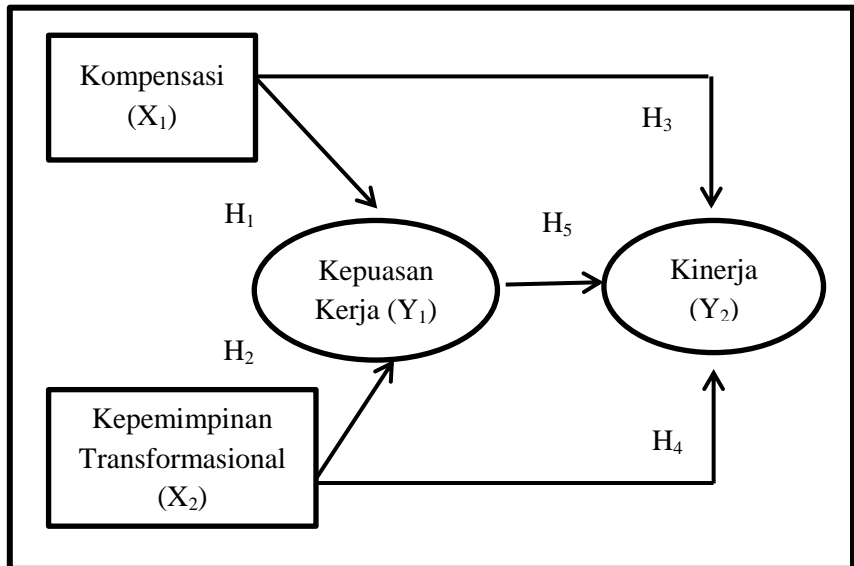 Kompensasi
(X₁)
H₃
H₁
H₅
Kepuasan
Kerja (Y₁)
Kinerja
(Y₂)
H₂
Kepemimpinan
Transformasional
(X₂)
H₄